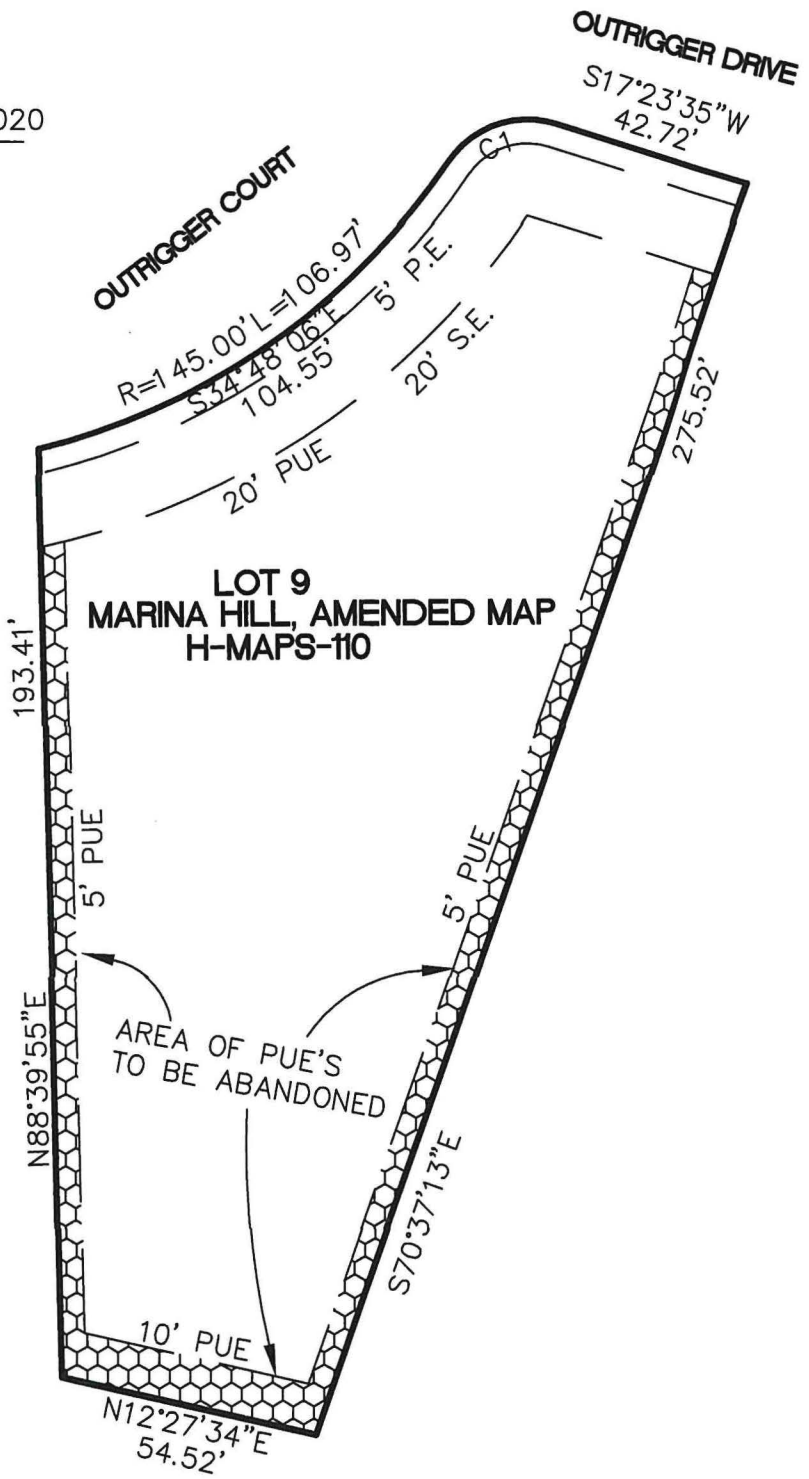 OUTRIGGER DRIVE
S17°23'35"W
42.72'
020
C1
OUTRIGGER COURT
R=145.00' L=106.97'
S34°48'06"E
104.55'
5' P.E.
20' S.E.
20' PUE
275.52'
LOT 9
MARINA HILL, AMENDED MAP
H-MAPS-110
193.41'
5' PUE
5' PUE
AREA OF PUE'S
TO BE ABANDONED
N88°39'55"E
S70°37'13"E
10' PUE
N12°27'34"E
54.52'